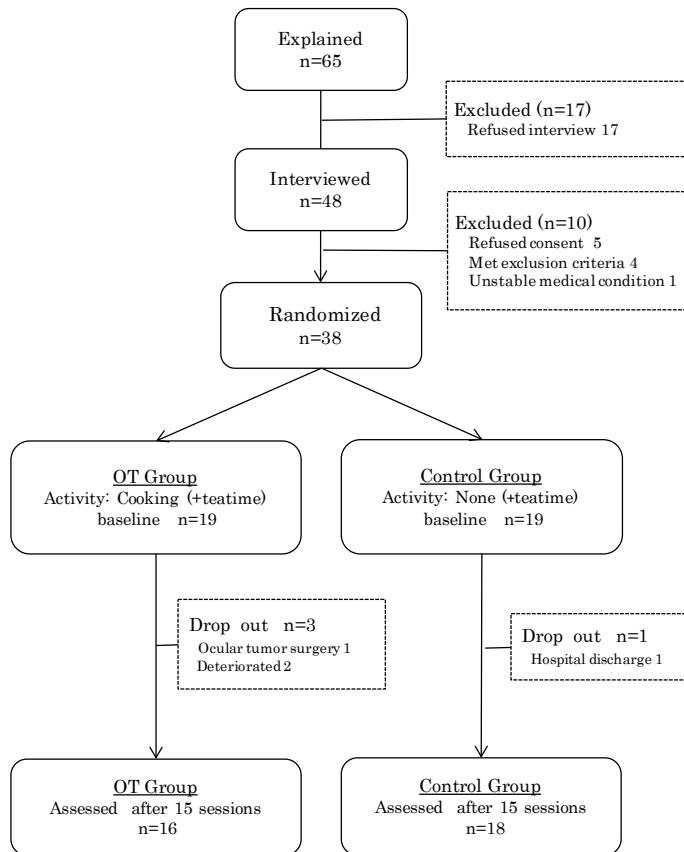 Explained
n=65
Excluded (n=17)
Refused interview 17
Interviewed
n=48
Excluded (n=10)
Refused consent 5
Met exclusion criteria 4
Unstable medical condition 1
Randomized
n=38
OT Group
Activity: Cooking (+teatime)
baseline n=19
Control Group
Activity: None (+teatime)
baseline n=19
Drop out n=3
Ocular tumor surgery 1
Deteriorated 2
Drop out n=1
Hospital discharge 1
OT Group
Assessed after 15 sessions
n=16
Control Group
Assessed after 15 sessions
n=18